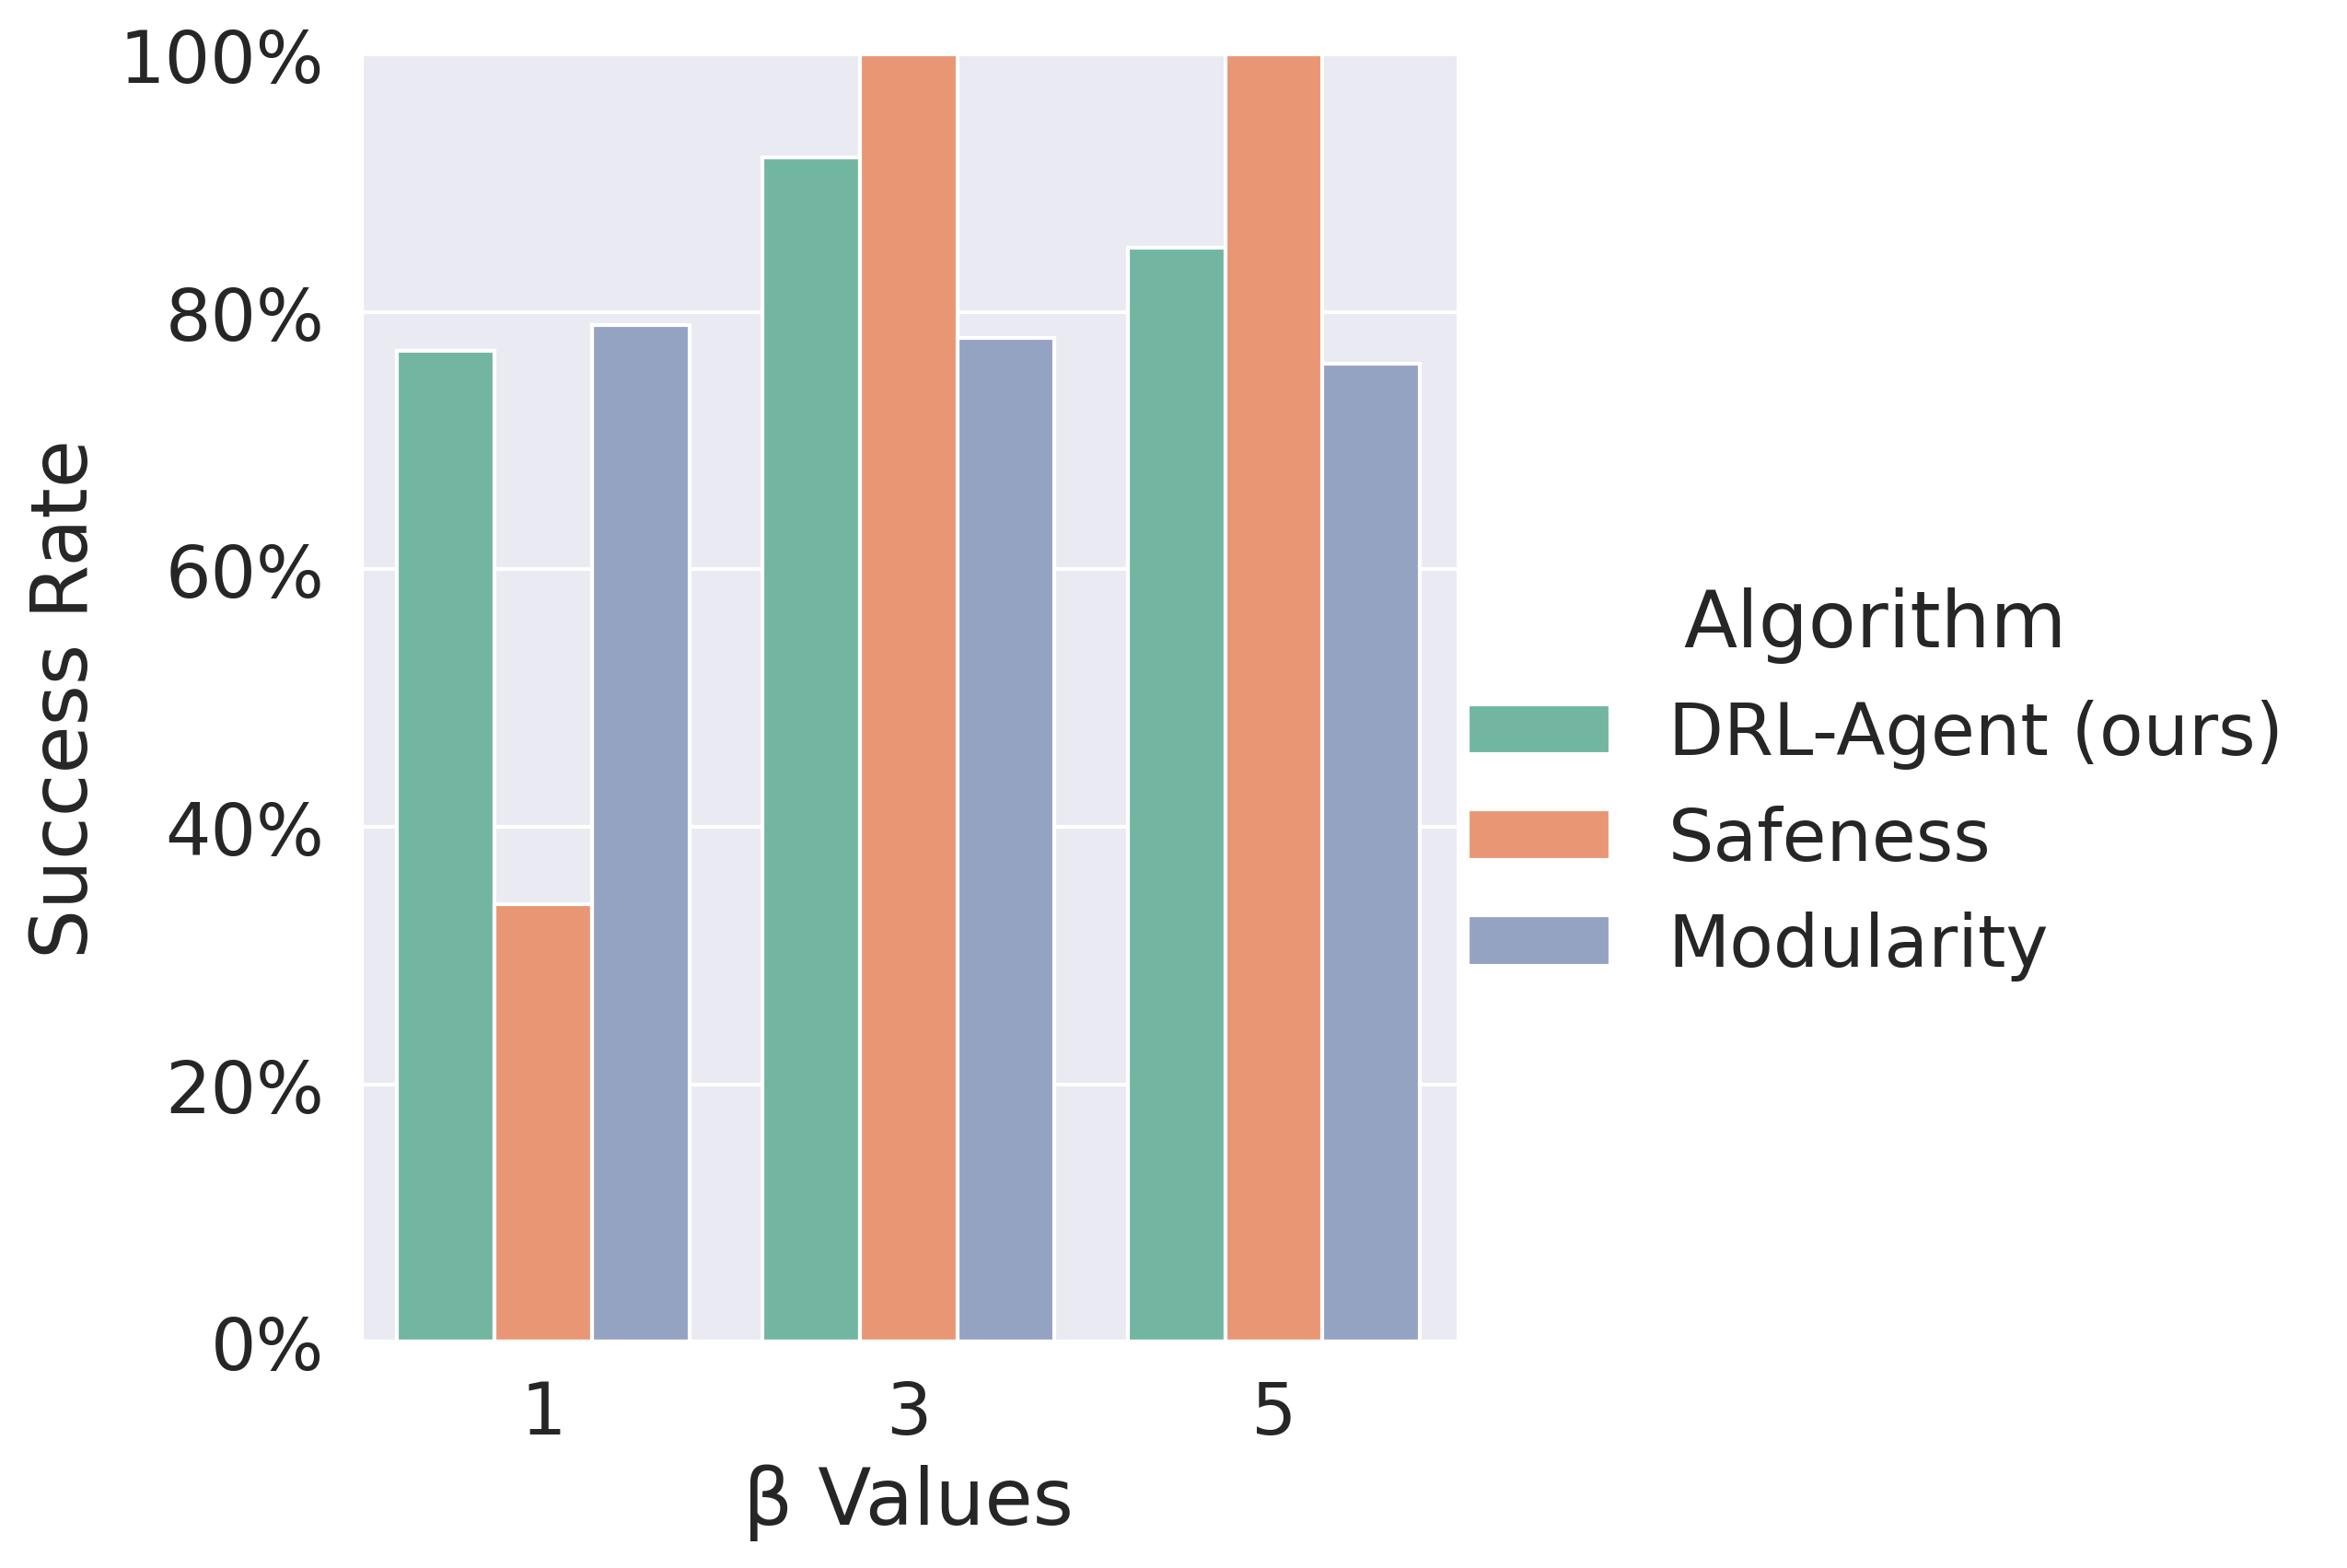 100%
80%
60%
40%
20%
0%
Success Rate
1
3
5
β Values
Algorithm
DRL-Agent (ours)
Safeness
Modularity